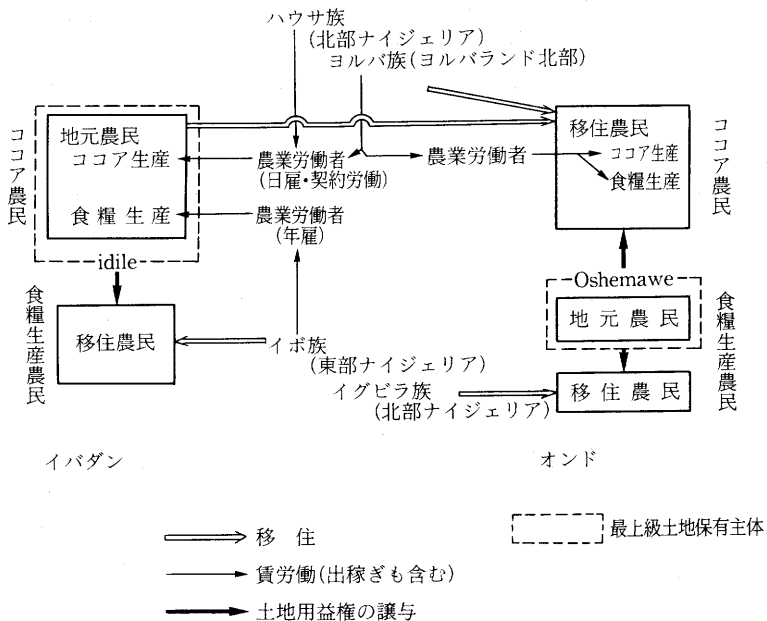 ハウサ族
(北部ナイジェリア)
ヨルバ族(ヨルバランド北部)
ココア農民
地元農民
ココア生産
食糧生産
idile
農業労働者
(日雇・契約労働)
農業労働者
(年雇)
農業労働者
移住農民
ココア生産
食糧生産
ココア農民
Oshemawe
地元農民
食糧生産農民
移住農民
食糧生産農民
移住農民
イボ族
(東部ナイジェリア)
イグビラ族
(北部ナイジェリア)
イバダン
オンド
移住
賃労働(出稼ぎも含む)
土地用益権の譲与
最上級土地保有主体